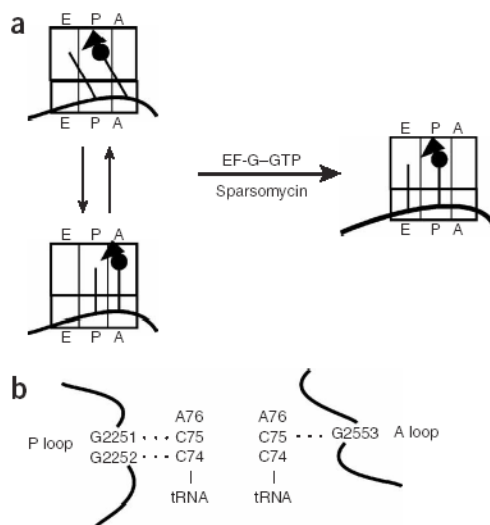 a
E P A
E P A
EF-G–GTP
Sparsomycin
E P A
E P A
E P A
E P A
b
P loop
G2251 C75
G2252 C74
A76
tRNA
A76
C75 G2553
C74
tRNA
A loop